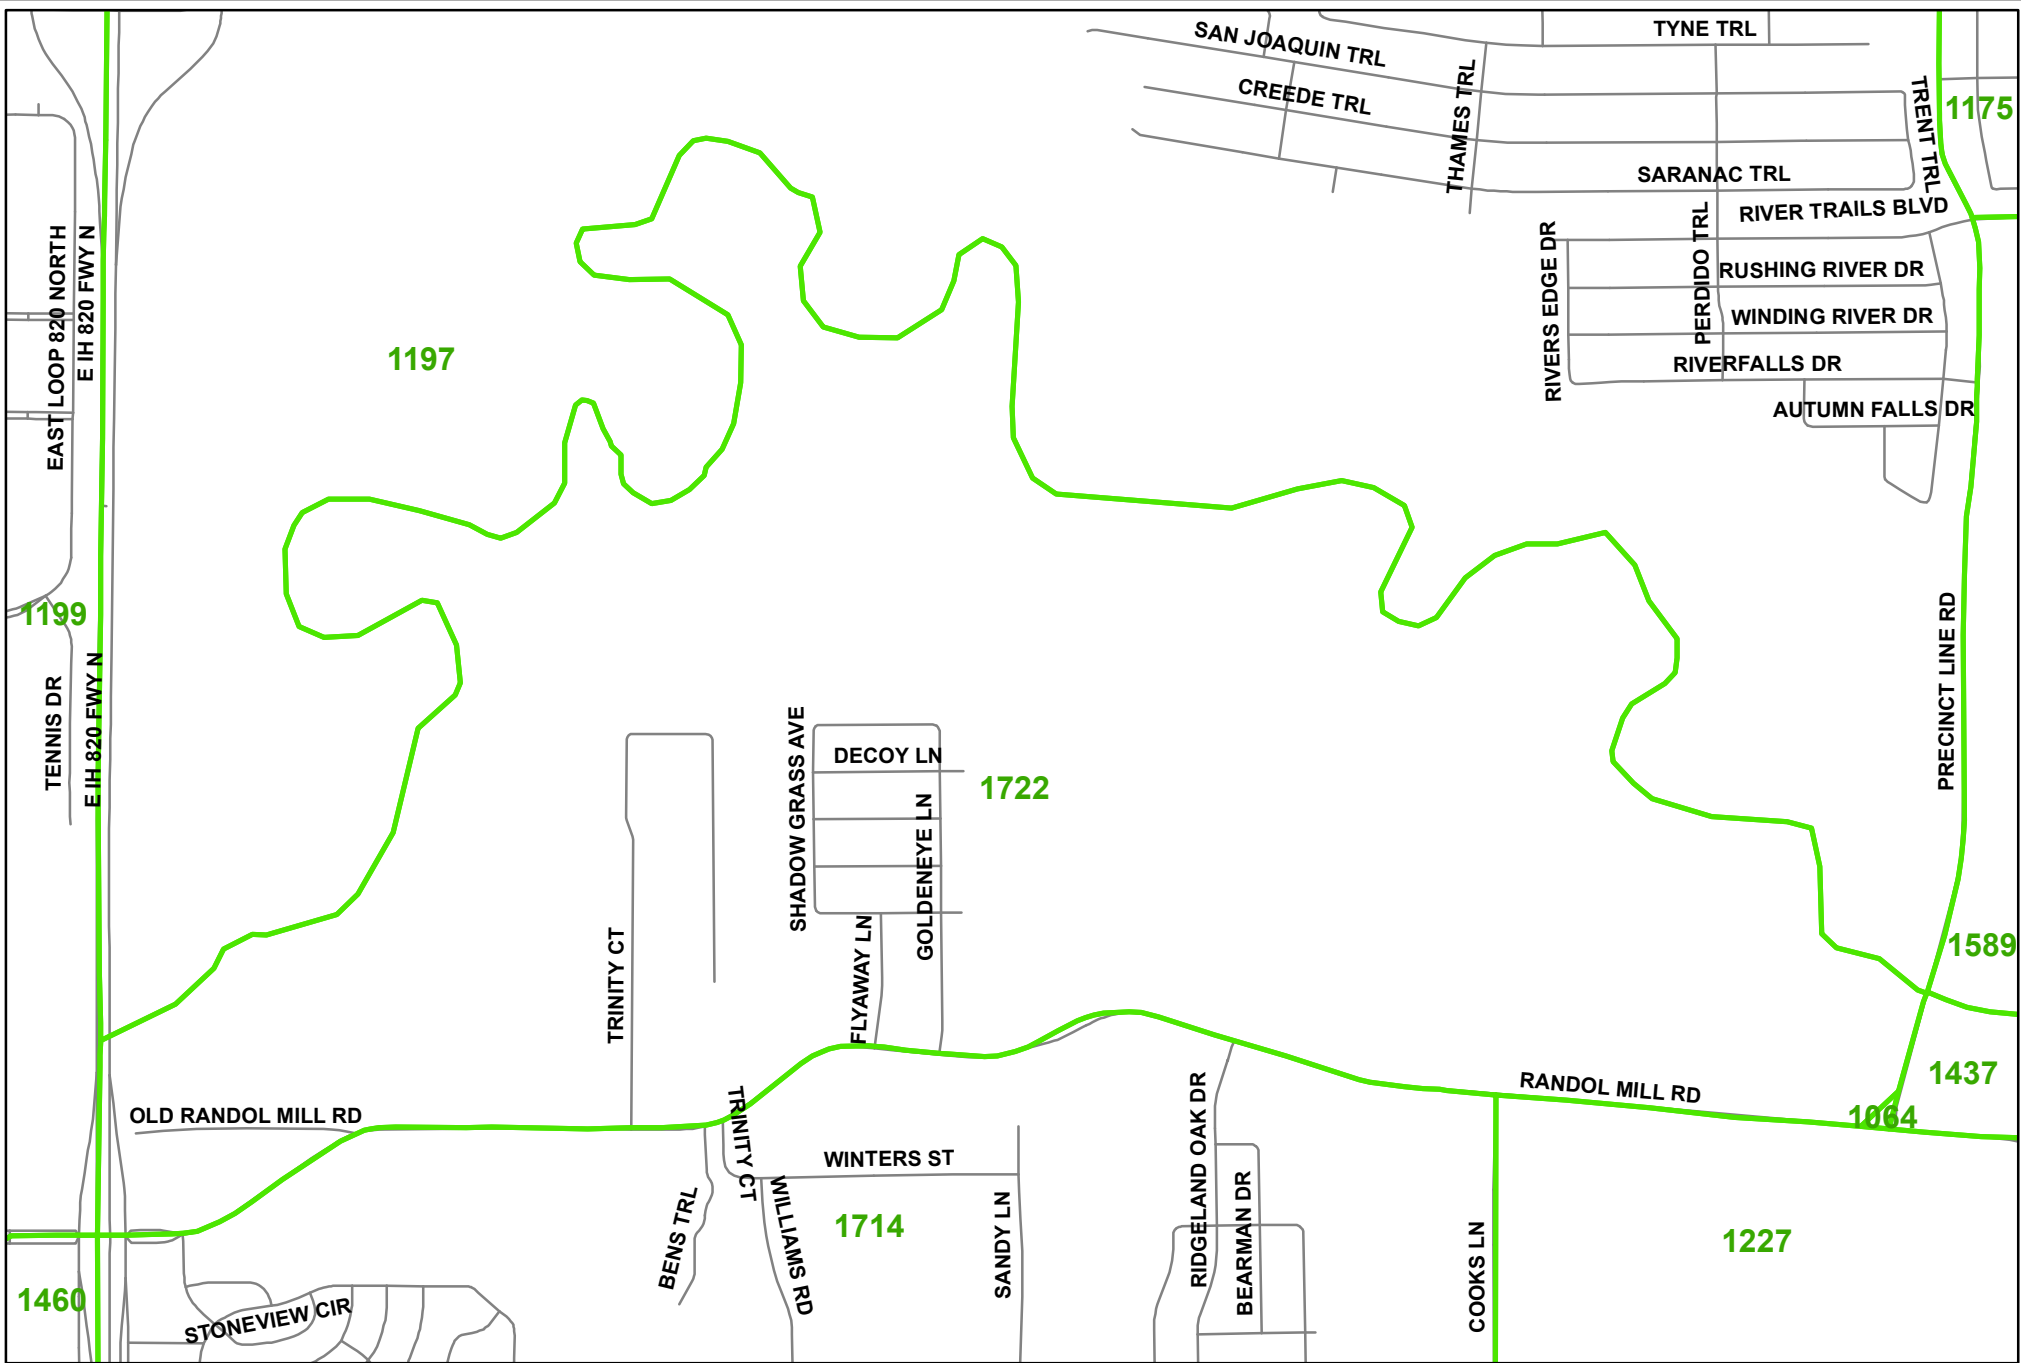 TYNE TRL
SAN JOAQUIN TRL
CREEDE TRL
THAMES TRL
TRENT TRL
1175
SARANAC TRL
RIVER TRAILS BLVD
RIVERS EDGE DR
PERDIDO TRL
RUSHING RIVER DR
WINDING RIVER DR
RIVERFALLS DR
AUTUMN FALLS DR
EAST LOOP 820 NORTH
E IH 820 FWY N
1197
1199
TENNIS DR
E IH 820 FWY N
PRECINCT LINE RD
SHADOW GRASS AVE
DECOY LN
1722
GOLDENEYE LN
FLYAWAY LN
TRINITY CT
1589
1437
1064
RANDOL MILL RD
OLD RANDOL MILL RD
TRINITY CT
WINTERS ST
WILLIAMS RD
BENS TRL
1714
SANDY LN
RIDGELAND OAK DR
BEARMAN DR
COOKS LN
1227
1460
STONEVIEW CIR